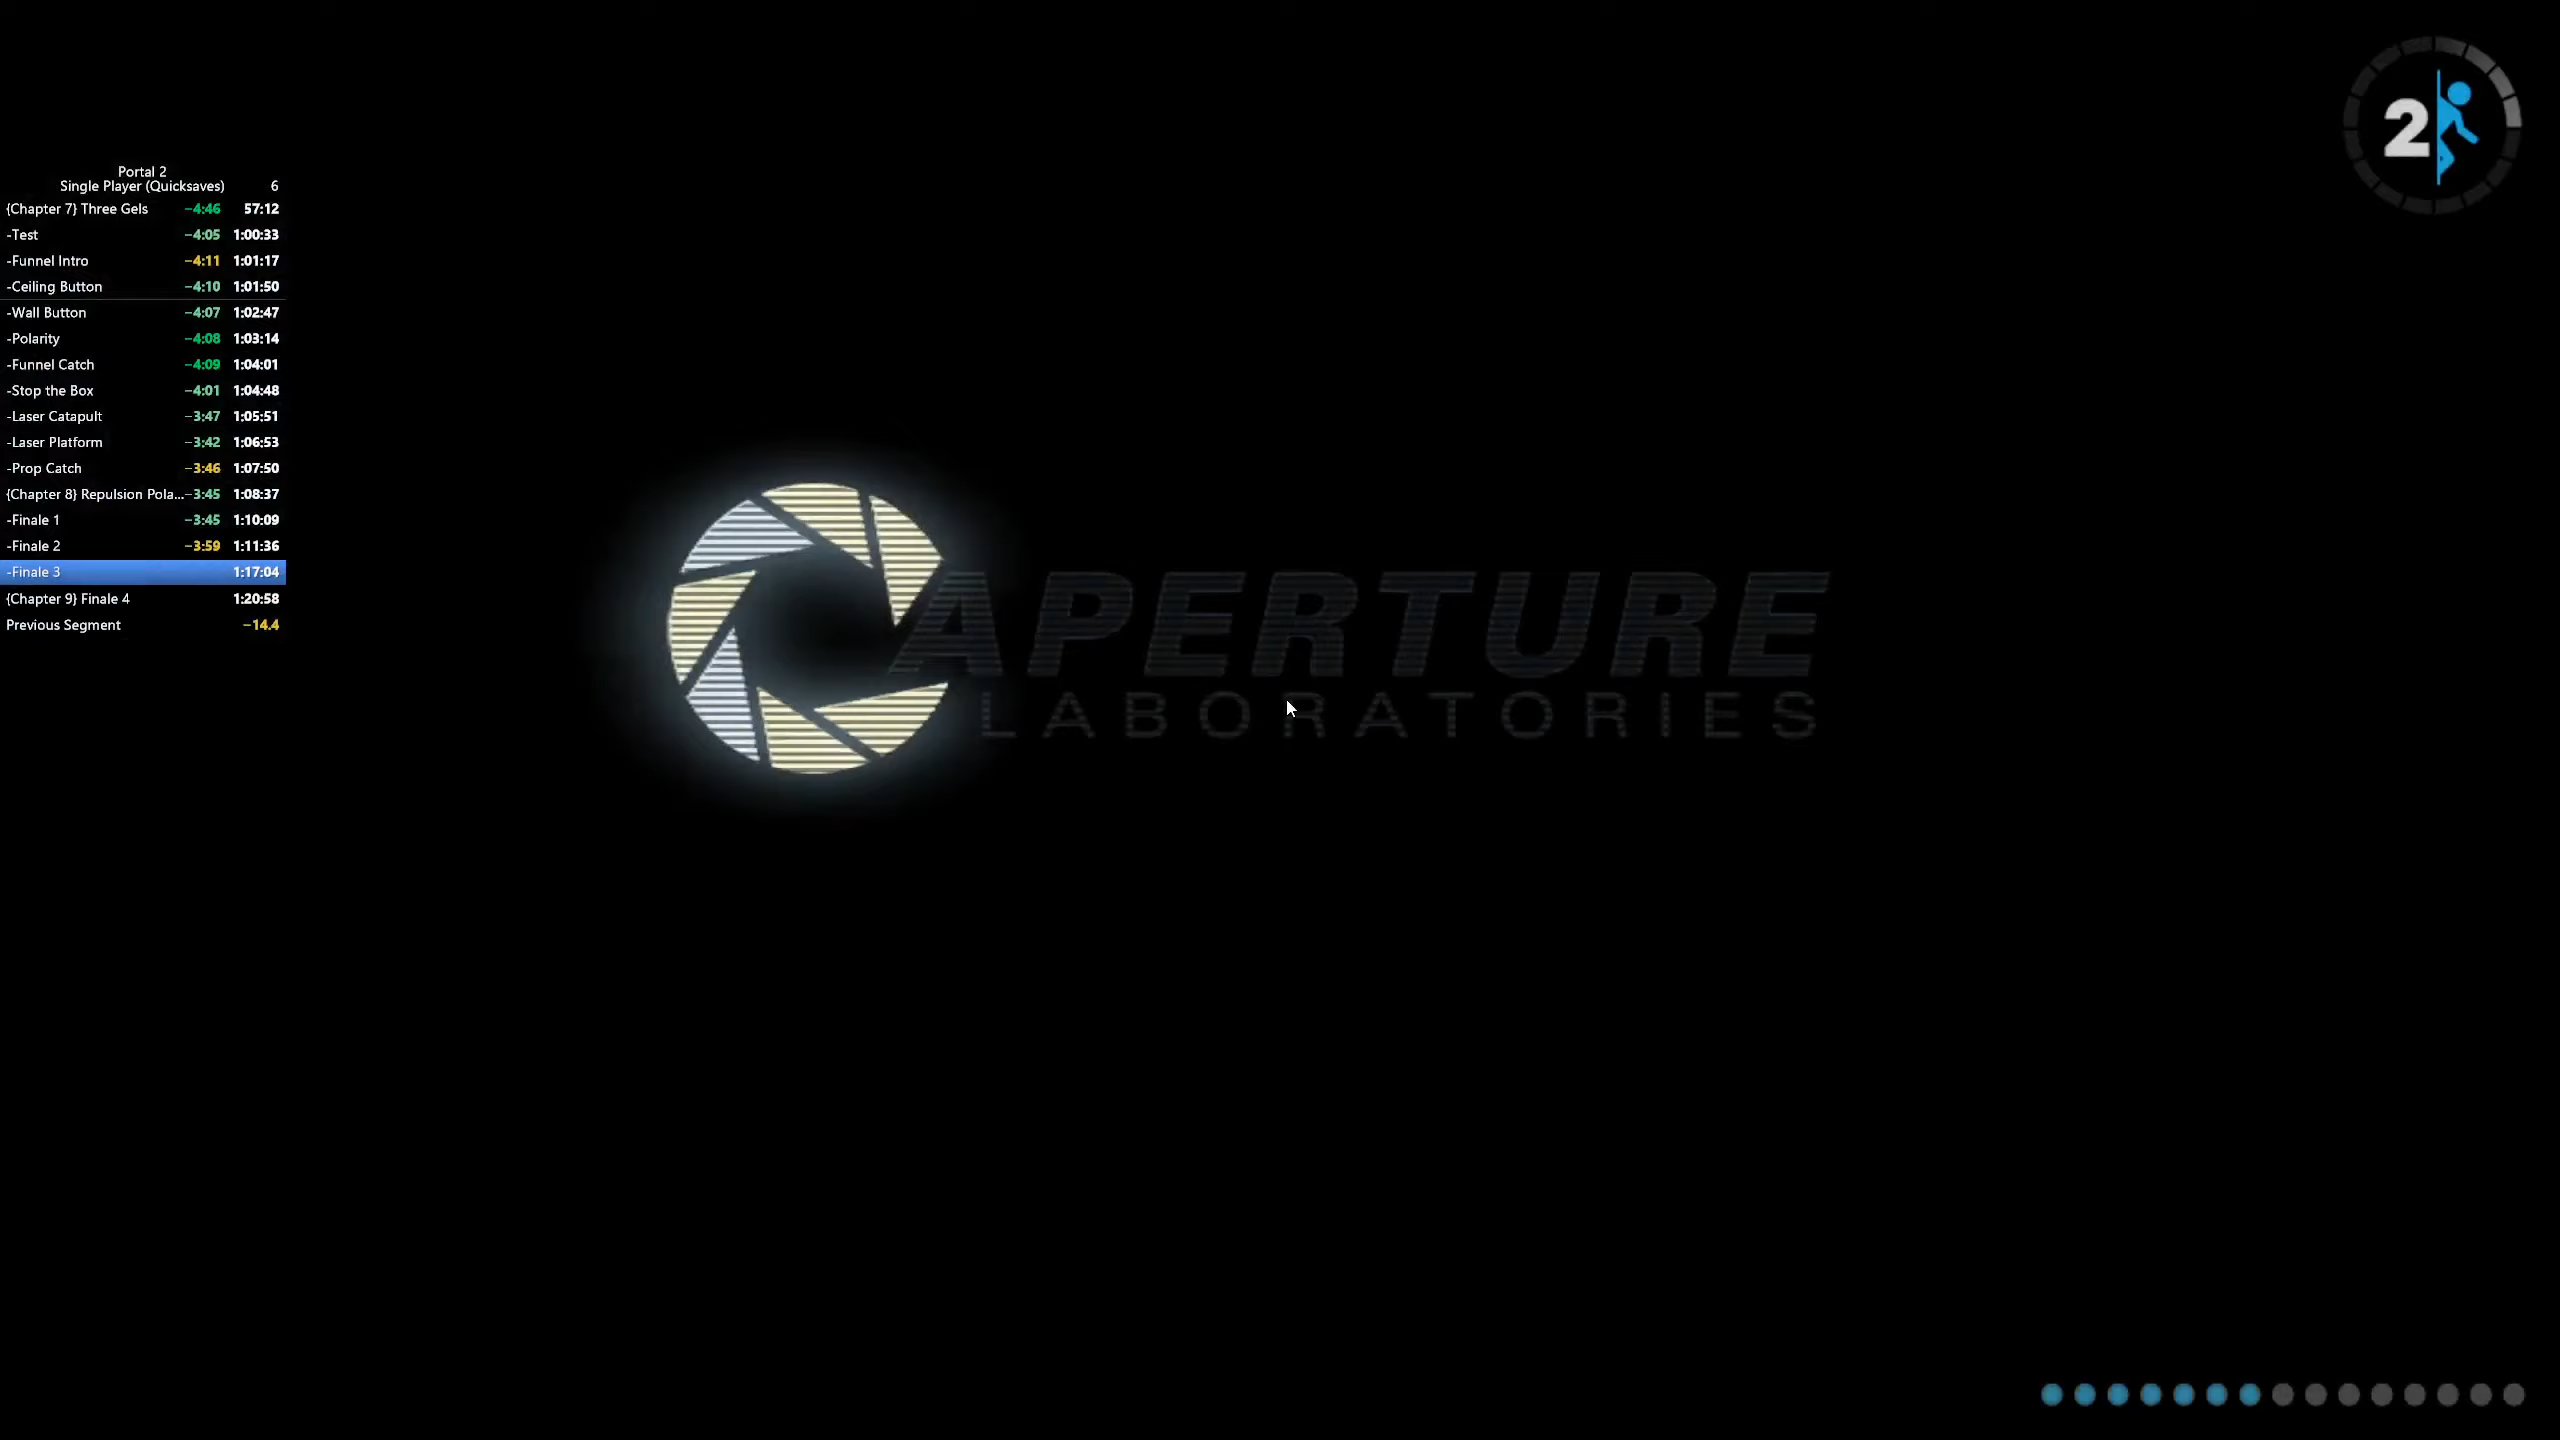 2
Portal 2
Single Player (Quicksaves) 6
{Chapter 7} Three Gels −4:46 57:12
-Test −4:05 1:00:33
-Funnel Intro −4:11 1:01:17
-Ceiling Button −4:10 1:01:50
-Wall Button −4:07 1:02:47
-Polarity −4:08 1:03:14
-Funnel Catch −4:09 1:04:01
-Stop the Box −4:01 1:04:48
-Laser Catapult −3:47 1:05:51
-Laser Platform −3:42 1:06:53
-Prop Catch −3:46 1:07:50
{Chapter 8} Repulsion Pola... −3:45 1:08:37
-Finale 1 −3:45 1:10:09
-Finale 2 −3:59 1:11:36
-Finale 3 1:17:04
{Chapter 9} Finale 4 1:20:58
Previous Segment −14.4
APERTURE
LABORATORIES